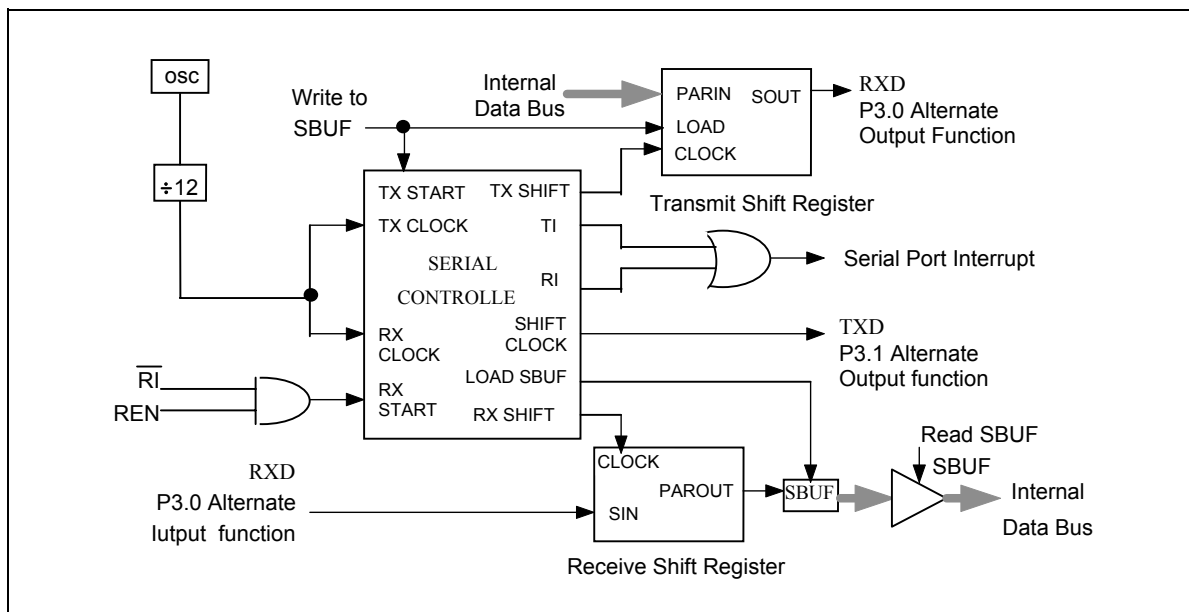 osc
÷12
Write to
SBUF
Internal
Data Bus
PARIN
SOUT
LOAD
CLOCK
RXD
P3.0 Alternate
Output Function
Transmit Shift Register
TX START
TX SHIFT
TX CLOCK
TI
SERIAL
RI
CONTROLLE
SHIFT
CLOCK
RX
CLOCK
LOAD SBUF
RX
START
RX SHIFT
Serial Port Interrupt
TXD
P3.1 Alternate
Output function
RI
REN
RXD
P3.0 Alternate
Iutput function
CLOCK
PAROUT
SIN
Receive Shift Register
SBUF
Read SBUF
SBUF
Internal
Data Bus